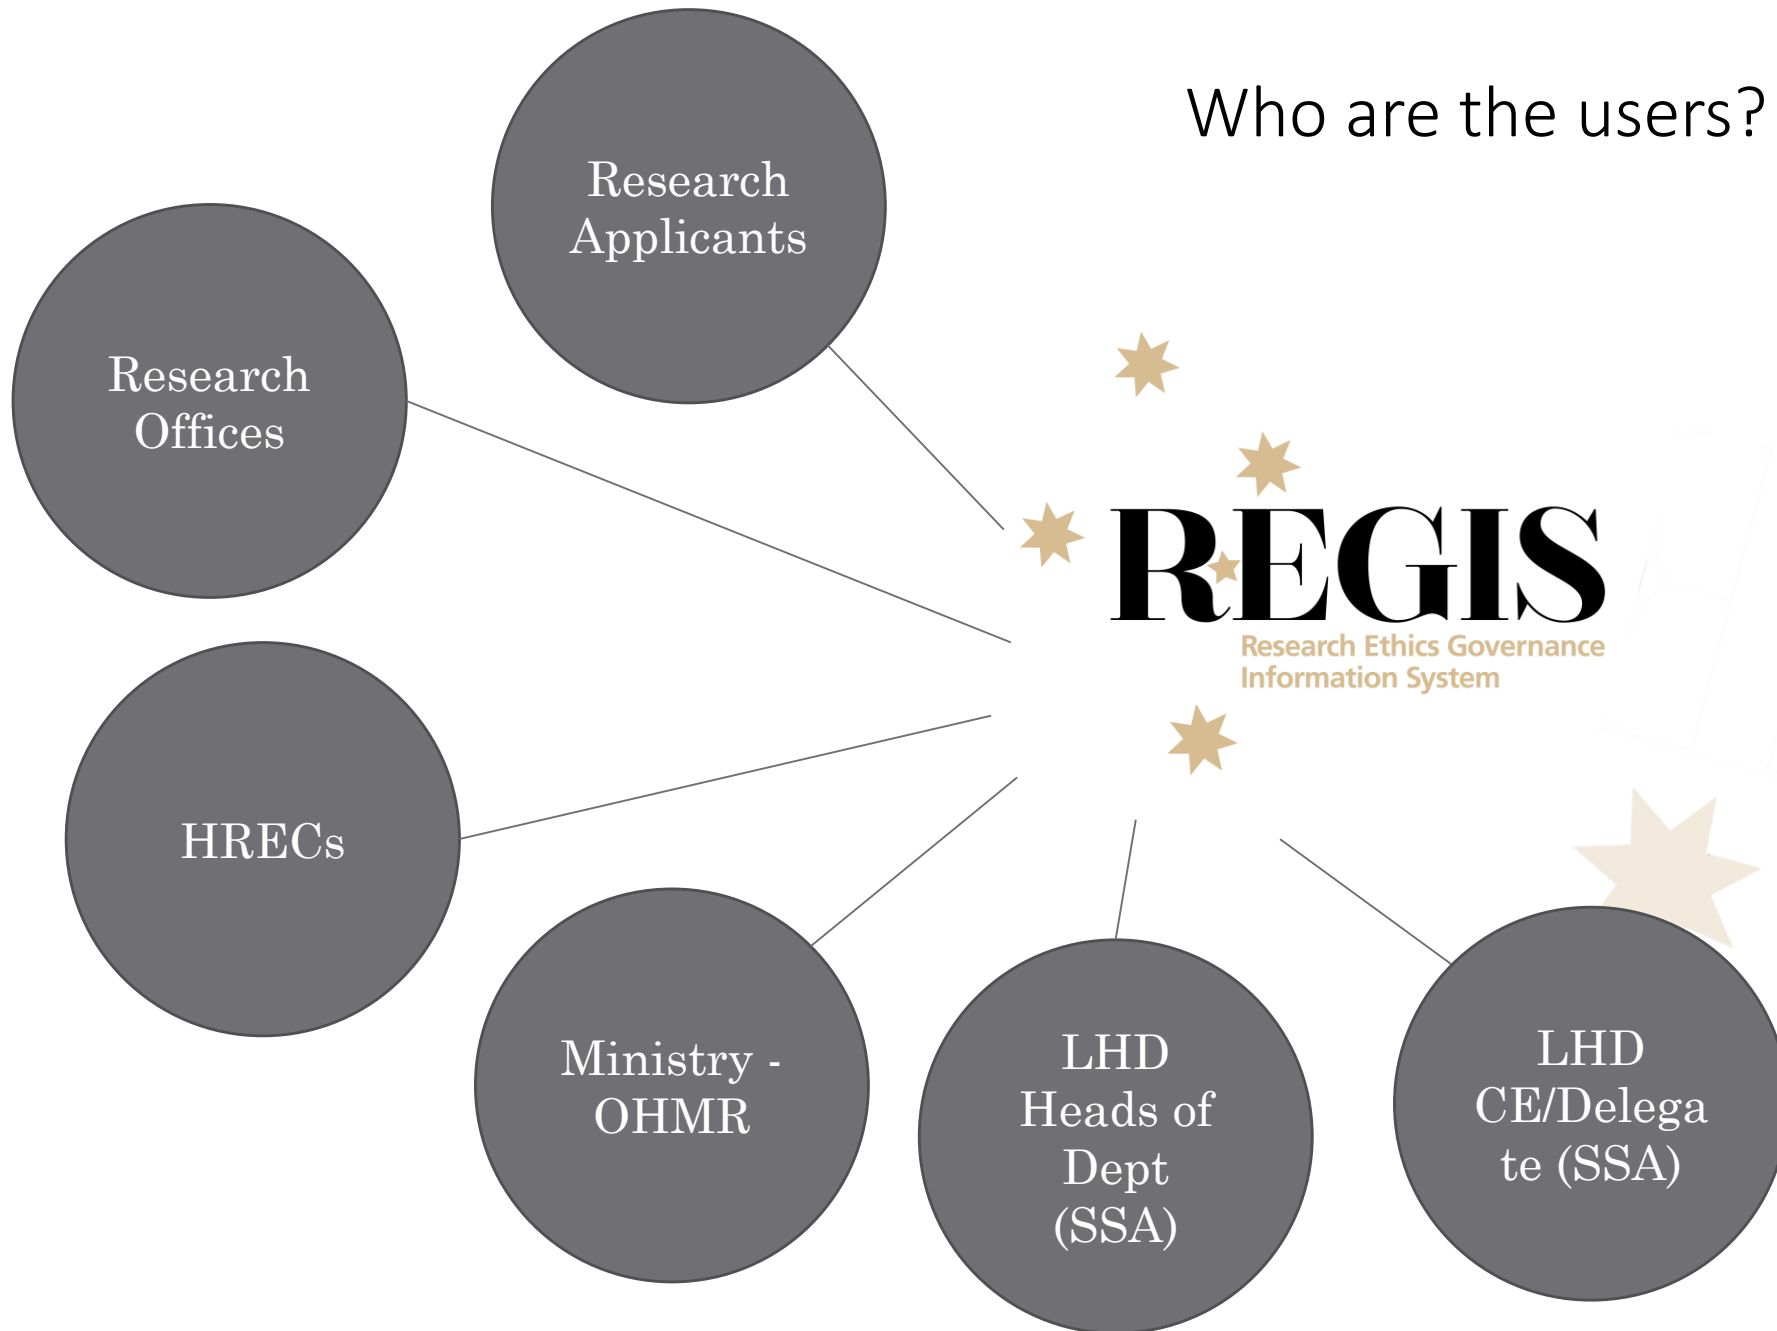 Who are the users?
Research
Applicants
Research
Offices
HRECs
Ministry -
OHMR
LHD
Heads of
Dept
(SSA)
LHD
CE/Delega
te (SSA)
REGIS
Research Ethics Governance
Information System